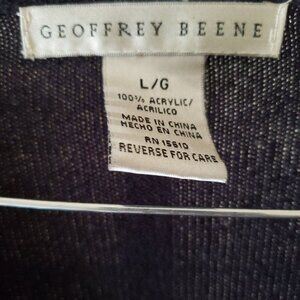 GEOFFREY BEENE
L/G
100% ACRYLIC/
ACRILICO
MADE IN CHINA
HECHO EN CHINA
RN 15610
REVERSE FOR CARE